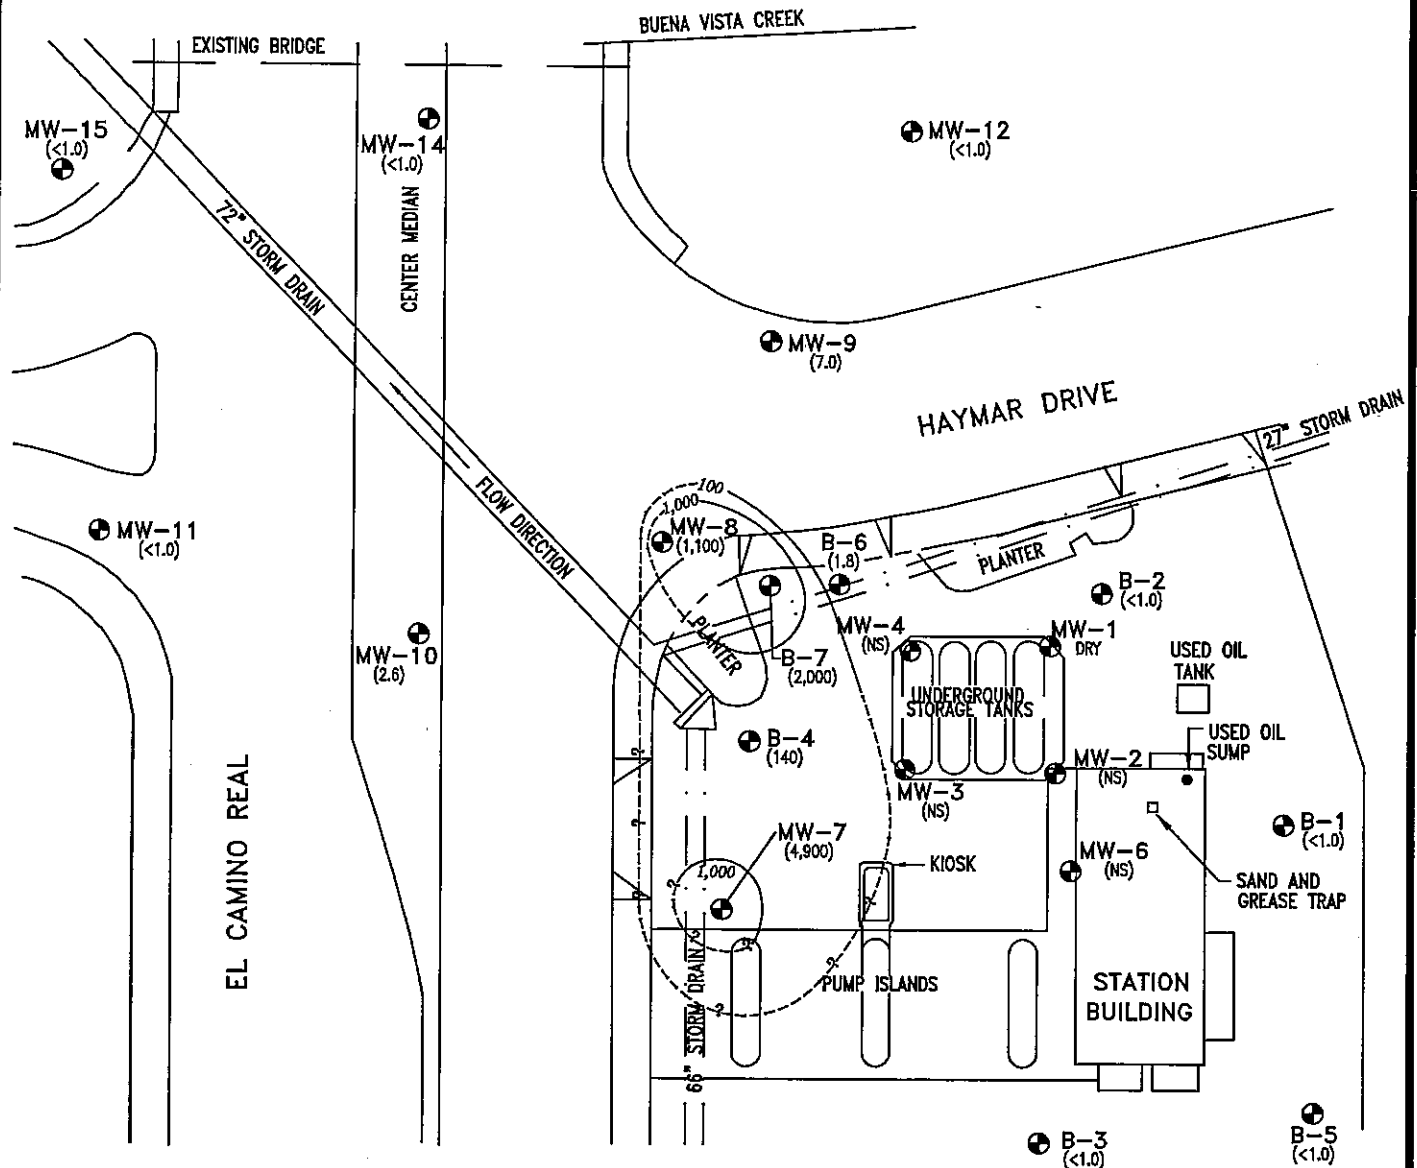 BUENA VISTA CREEK
EXISTING BRIDGE
MW-15
(<1.0)
MW-14
(<1.0)
MW-12
(<1.0)
CENTER MEDIAN
72" STORM DRAIN
MW-9
(7.0)
HAYMAR DRIVE
27" STORM DRAIN
FLOW DIRECTION
100
1,000
MW-11
(<1.0)
MW-8
(1,100)
B-6
(1.8)
PLANTER
B-2
(<1.0)
MW-10
(2.6)
PLANTER
MW-4
(NS)
MW-1
DRY
USED OIL
TANK
B-7
(2,000)
UNDERGROUND
STORAGE TANKS
B-4
(140)
USED OIL
SUMP
MW-3
(NS)
MW-2
(NS)
?
?
?
MW-7
(4,900)
1,000
?
?
?
?
?
?
B-1
(<1.0)
KIOSK
MW-6
(NS)
SAND AND
GREASE TRAP
EL CAMINO REAL
66" STORM DRAIN
PUMP ISLANDS
STATION
BUILDING
B-3
(<1.0)
B-5
(<1.0)